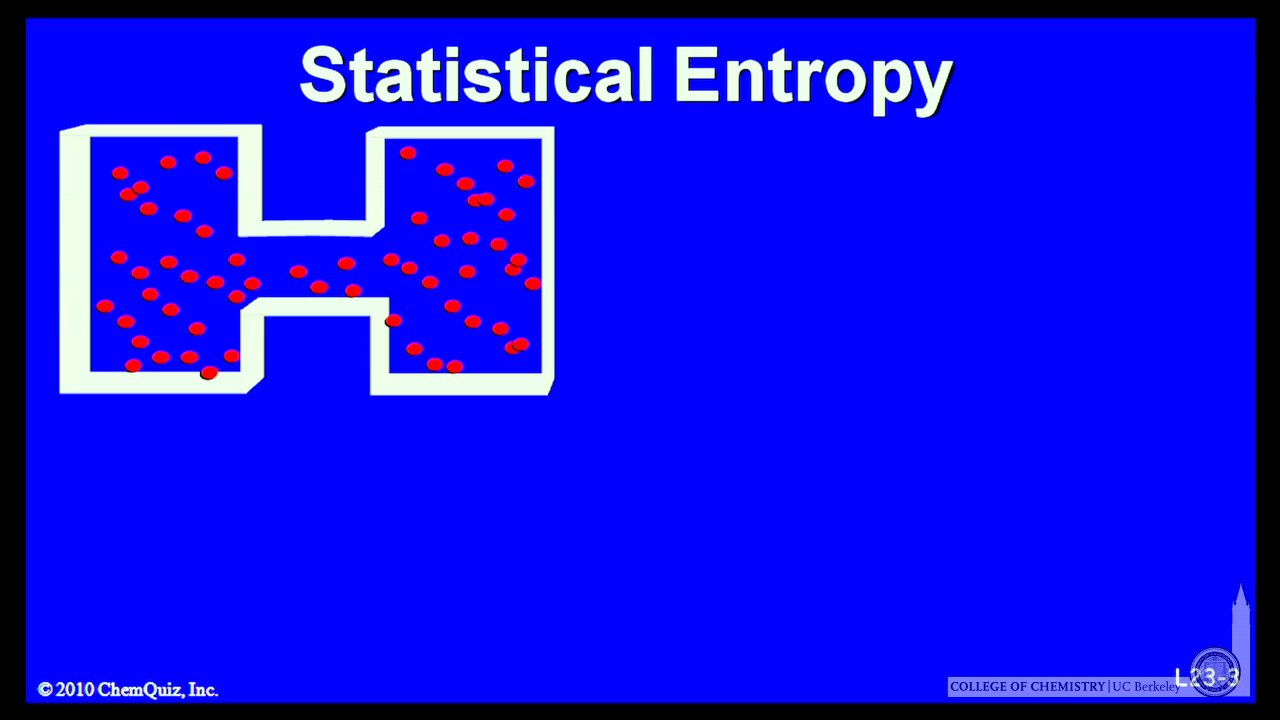 Statistical Entropy
© 2010 ChemQuiz, Inc.
COLLEGE OF CHEMISTRY | UC Berkeley
L23-3